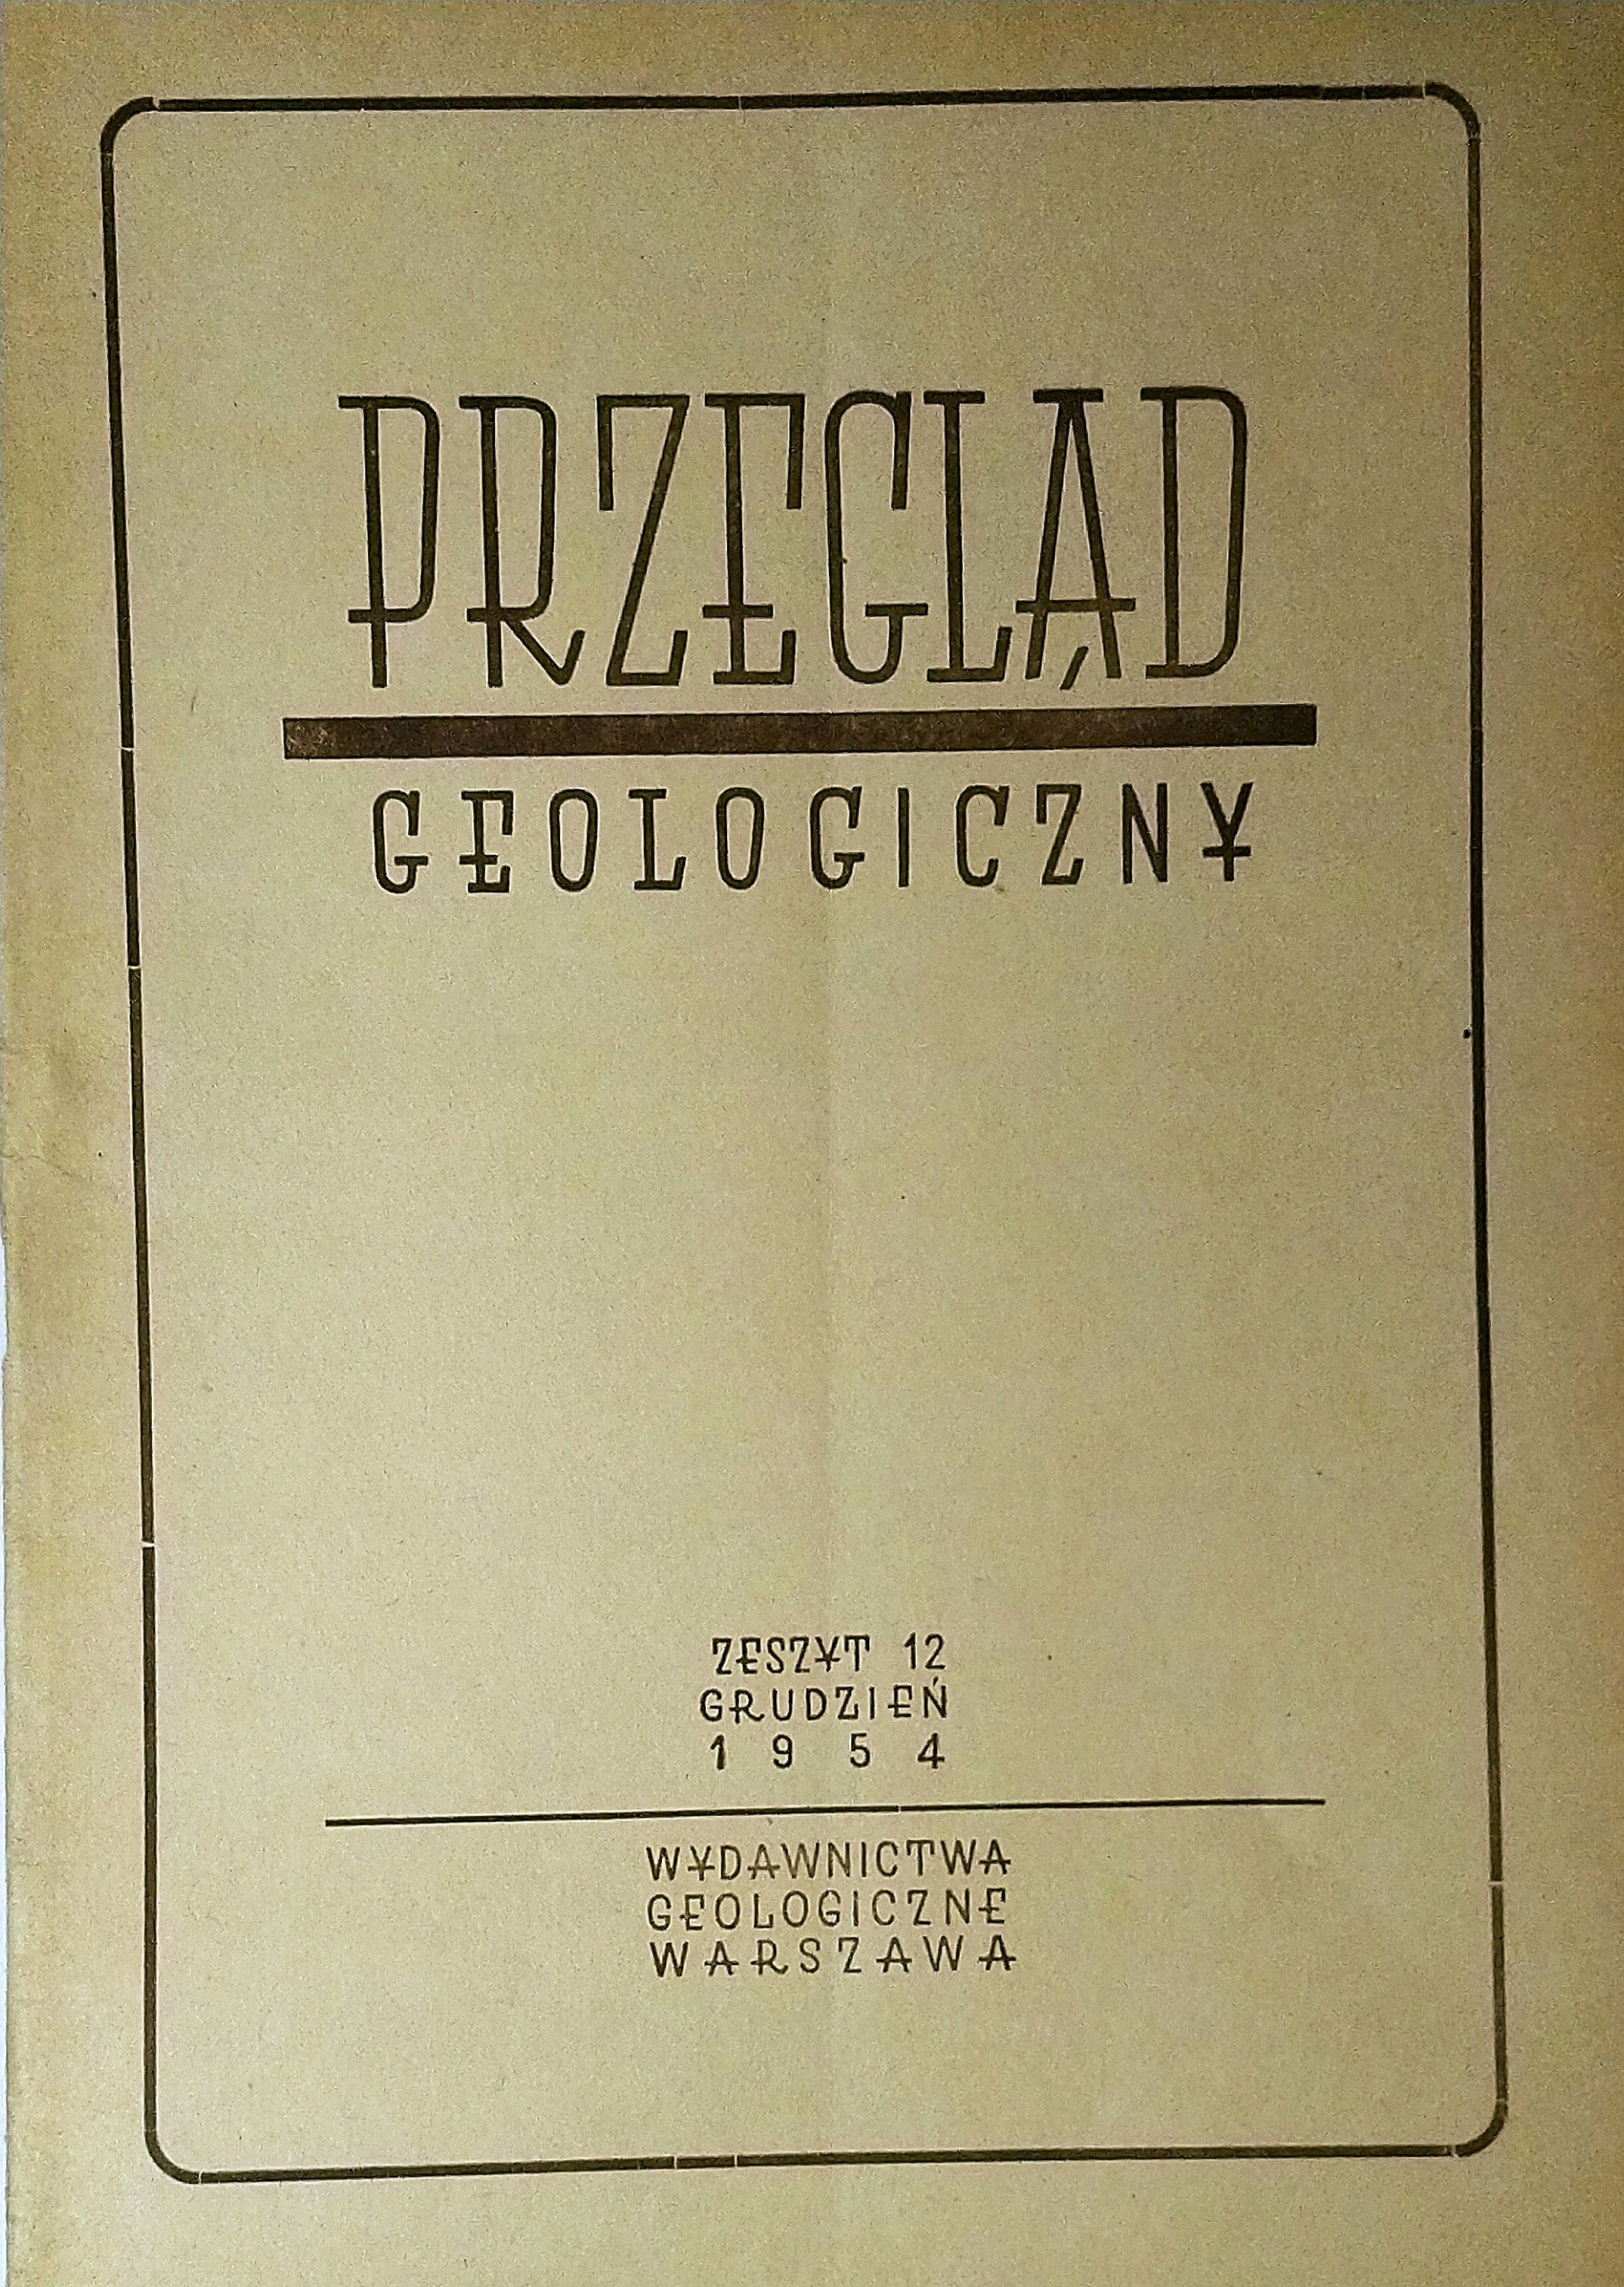 PRZEGLĄD
GEOLOGICZNY
ZESZYT 12
GRUDZIEŃ
1954
WYDAWNICTWA
GEOLOGICZNE
WARSZAWA